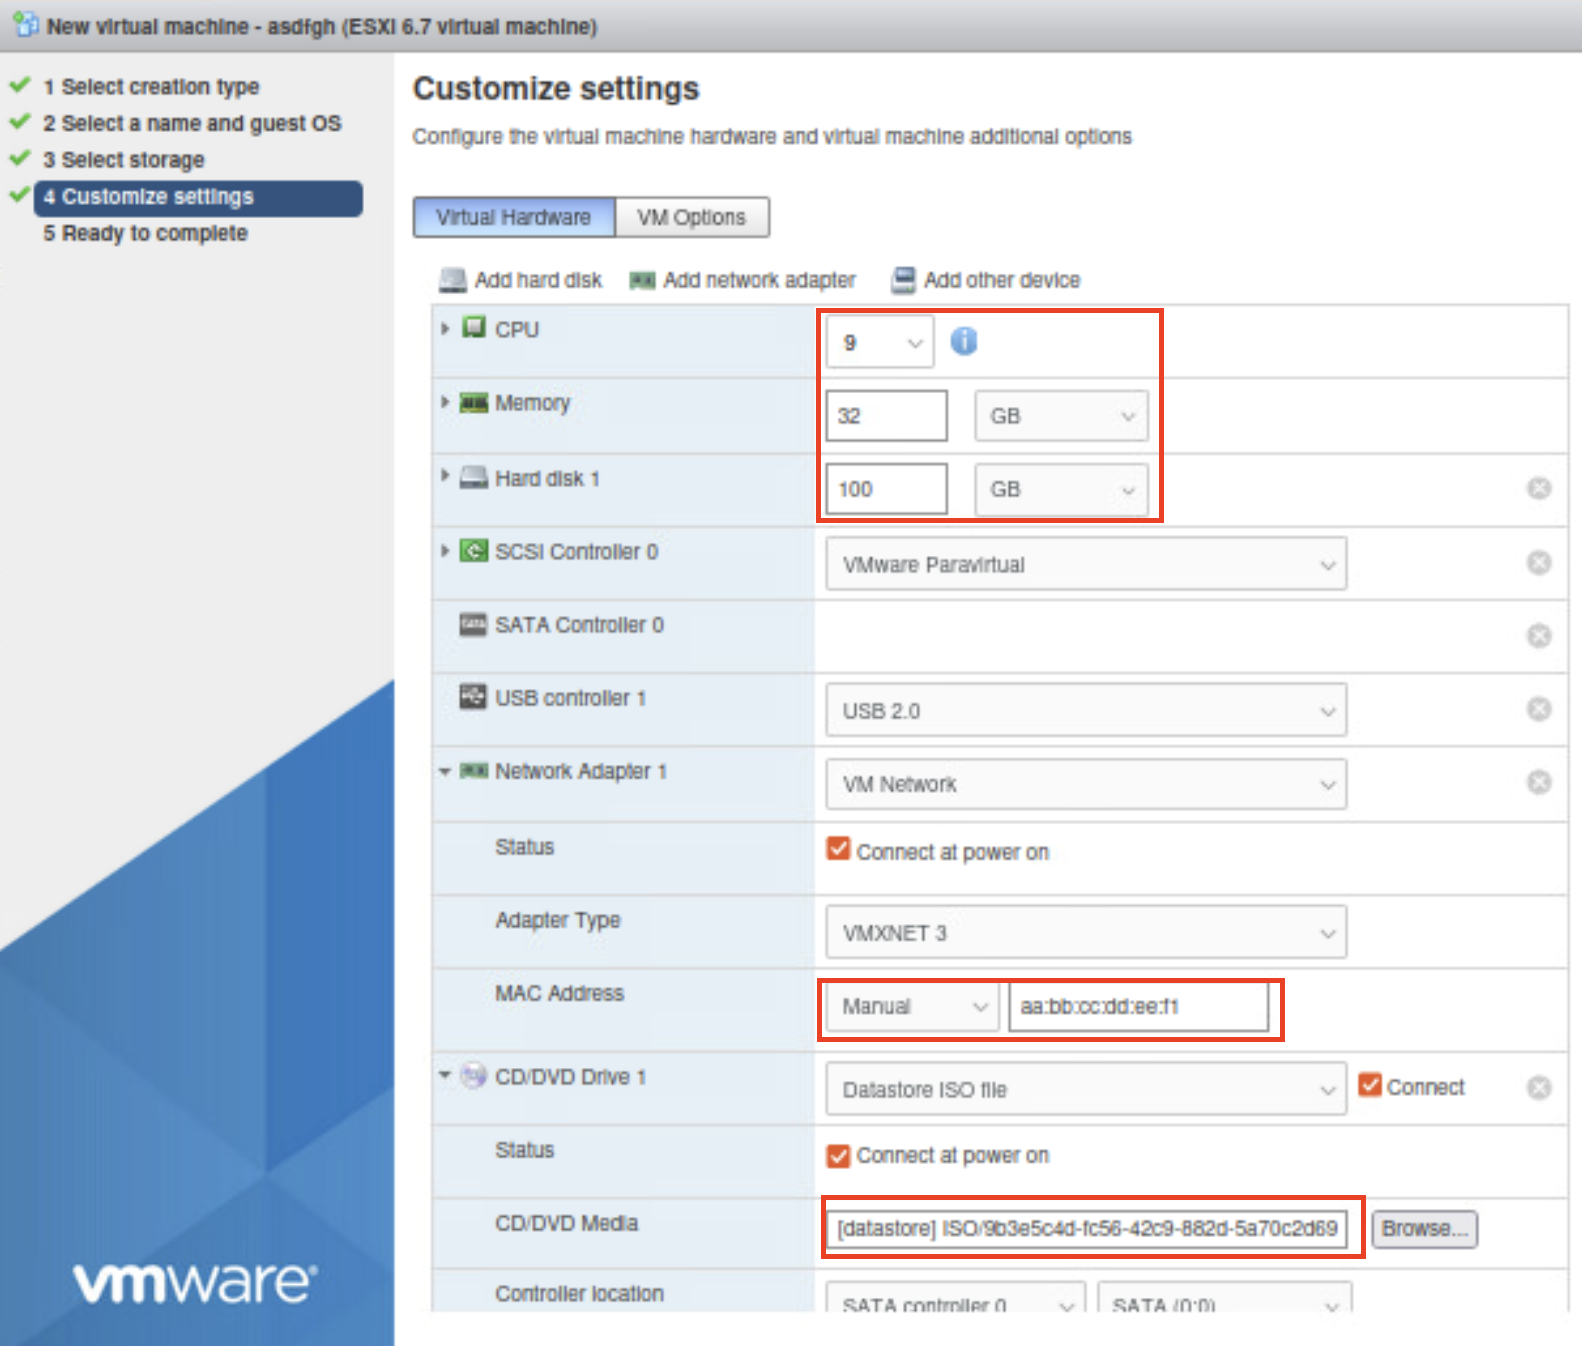 New virtual machine - asdfgh (ESXi 6.7 virtual machine)
1 Select creation type
2 Select a name and guest OS
3 Select storage
4 Customize settings
5 Ready to complete
vmware®
Customize settings
Configure the virtual machine hardware and virtual machine additional options
Virtual Hardware VM Options
Add hard disk Add network adapter Add other device
CPU 9
Memory 32 GB
Hard disk 1 100 GB
SCSI Controller 0 VMware Paravirtual
SATA Controller 0
USB controller 1 USB 2.0
Network Adapter 1 VM Network
Status Connect at power on
Adapter Type VMXNET 3
MAC Address Manual aa:bb:cc:dd:ee:f1
CD/DVD Drive 1 Datastore ISO file Connect
Status Connect at power on
CD/DVD Media [datastore] ISO/9b3e5c4d-fc56-42c9-882d-5a70c2d69 Browse...
Controller location SATA controller 0 SATA (0:0)